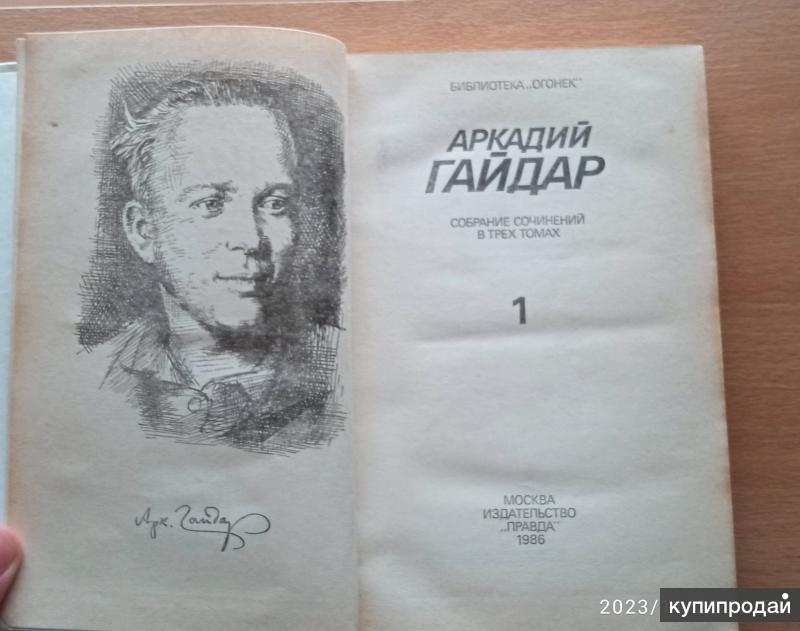 Арк. Гайдар
БИБЛИОТЕКА „ОГОНЕК"
АРКАДИЙ
ГАЙДАР
СОБРАНИЕ СОЧИНЕНИЙ
В ТРЕХ ТОМАХ
1
МОСКВА
ИЗДАТЕЛЬСТВО
„ПРАВДА"
1986
2023/
купипродай